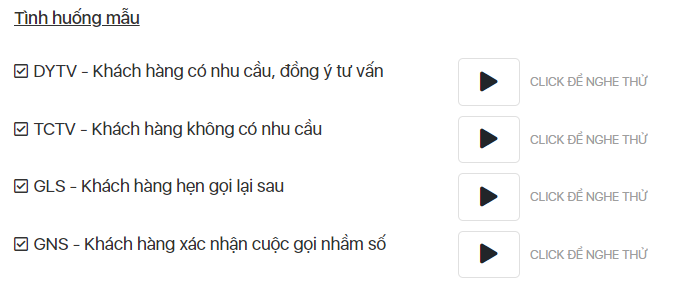 Tình huống mẫu
DYTV - Khách hàng có nhu cầu, đồng ý tư vấn
CLICK ĐỂ NGHE THỬ
TCTV - Khách hàng không có nhu cầu
CLICK ĐỂ NGHE THỬ
GLS - Khách hàng hẹn gọi lại sau
CLICK ĐỂ NGHE THỬ
GNS - Khách hàng xác nhận cuộc gọi nhầm số
CLICK ĐỂ NGHE THỬ